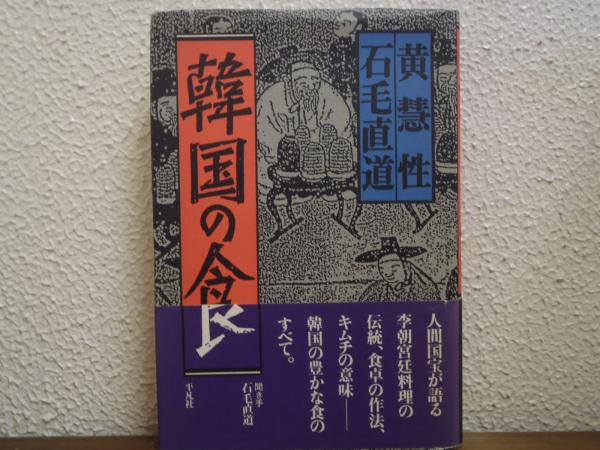 黄慧性
石毛直道
韓国の食
人間国宝が語る
李朝宮廷料理の
伝統、食卓の作法、
キムチの意味――
韓国の豊かな食の
すべて。
聞き手
石毛直道
平凡社